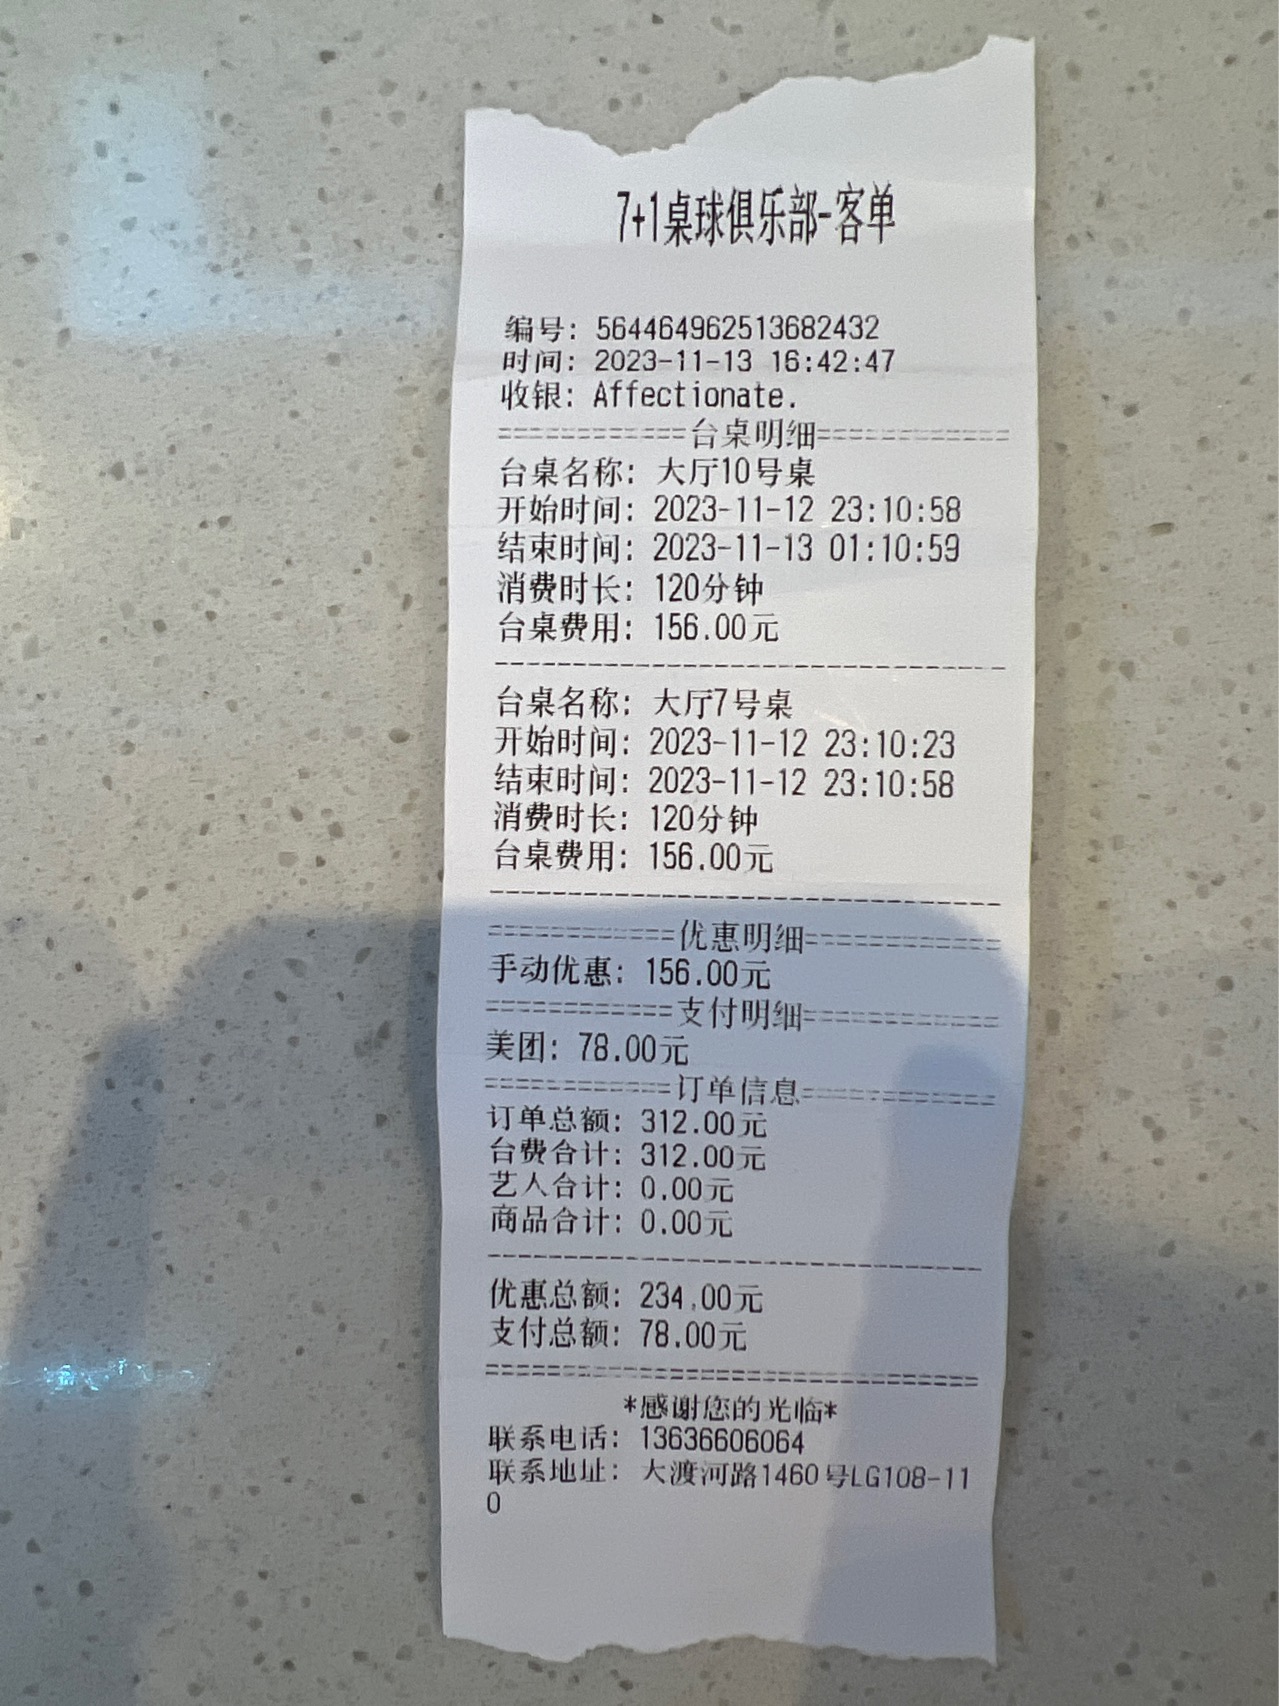 7+1桌球俱乐部-客单
编号: 564464962513682432
时间: 2023-11-13 16:42:47
收银: Affectionate.
============台桌明细============
台桌名称: 大厅10号桌
开始时间: 2023-11-12 23:10:58
结束时间: 2023-11-13 01:10:59
消费时长: 120分钟
台桌费用: 156.00元
--------------------------------
台桌名称: 大厅7号桌
开始时间: 2023-11-12 23:10:23
结束时间: 2023-11-12 23:10:58
消费时长: 120分钟
台桌费用: 156.00元
--------------------------------
============优惠明细============
手动优惠: 156.00元
============支付明细============
美团: 78.00元
============订单信息============
订单总额: 312.00元
台费合计: 312.00元
艺人合计: 0.00元
商品合计: 0.00元
--------------------------------
优惠总额: 234.00元
支付总额: 78.00元
================================
*感谢您的光临*
联系电话: 13636606064
联系地址: 大渡河路1460号LG108-11
0